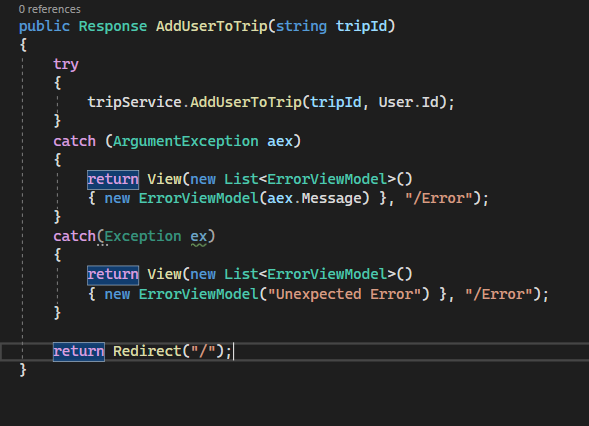 0 references
public Response AddUserToTrip(string tripId)
{
try
{
tripService.AddUserToTrip(tripId, User.Id);
}
catch (ArgumentException aex)
{
return View(new List<ErrorViewModel>()
{ new ErrorViewModel(aex.Message) }, "/Error");
}
catch(Exception ex)
{
return View(new List<ErrorViewModel>()
{ new ErrorViewModel("Unexpected Error") }, "/Error");
}
return Redirect("/");
}